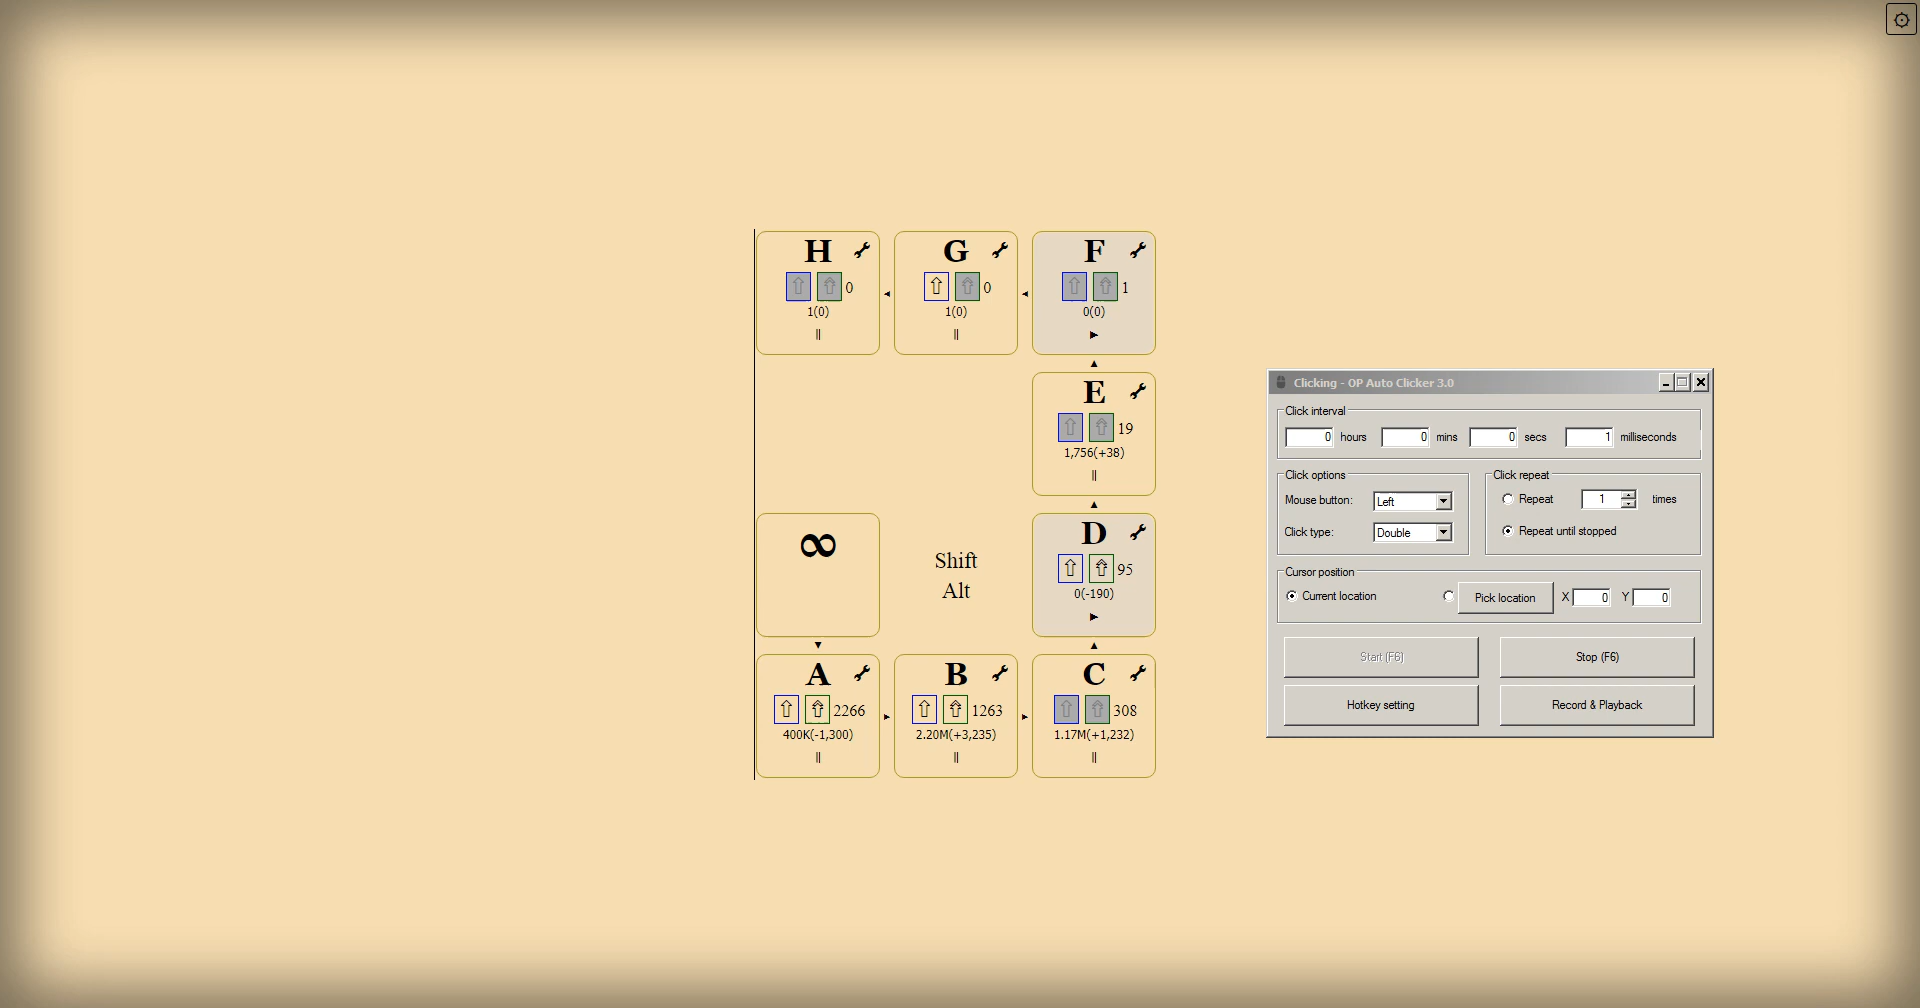 H
0
1(0)
G
0
1(0)
F
1
0(0)
E
19
1,756(+38)
∞
Shift
Alt
D
95
0(-190)
A
2266
400K(-1,300)
B
1263
2.20M(+3,235)
C
308
1.17M(+1,232)
Clicking - OP Auto Clicker 3.0
Click interval
0 hours 0 mins 0 secs 1 milliseconds
Click options
Mouse button: Left
Click type: Double
Click repeat
Repeat 1 times
Repeat until stopped
Cursor position
Current location Pick location X 0 Y 0
Start (F6) Stop (F6)
Hotkey setting Record & Playback